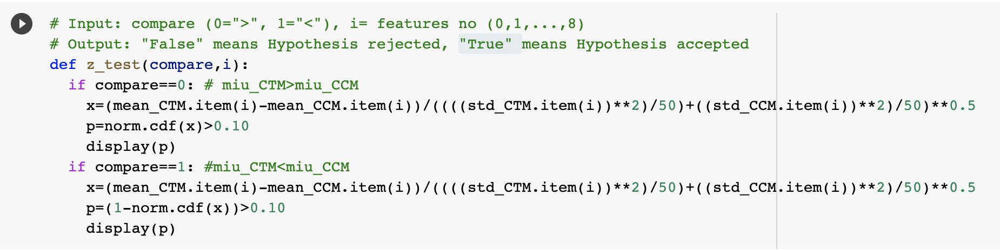 # Input: compare (0=">", 1="<"), i= features no (0,1,...,8)
# Output: "False" means Hypothesis rejected, "True" means Hypothesis accepted
def z_test(compare,i):
  if compare==0: # miu_CTM>miu_CCM
    x=(mean_CTM.item(i)-mean_CCM.item(i))/((((std_CTM.item(i))**2)/50)+((std_CCM.item(i))**2)/50)**0.5
    p=norm.cdf(x)>0.10
    display(p)
  if compare==1: #miu_CTM<miu_CCM
    x=(mean_CTM.item(i)-mean_CCM.item(i))/((((std_CTM.item(i))**2)/50)+((std_CCM.item(i))**2)/50)**0.5
    p=(1-norm.cdf(x))>0.10
    display(p)